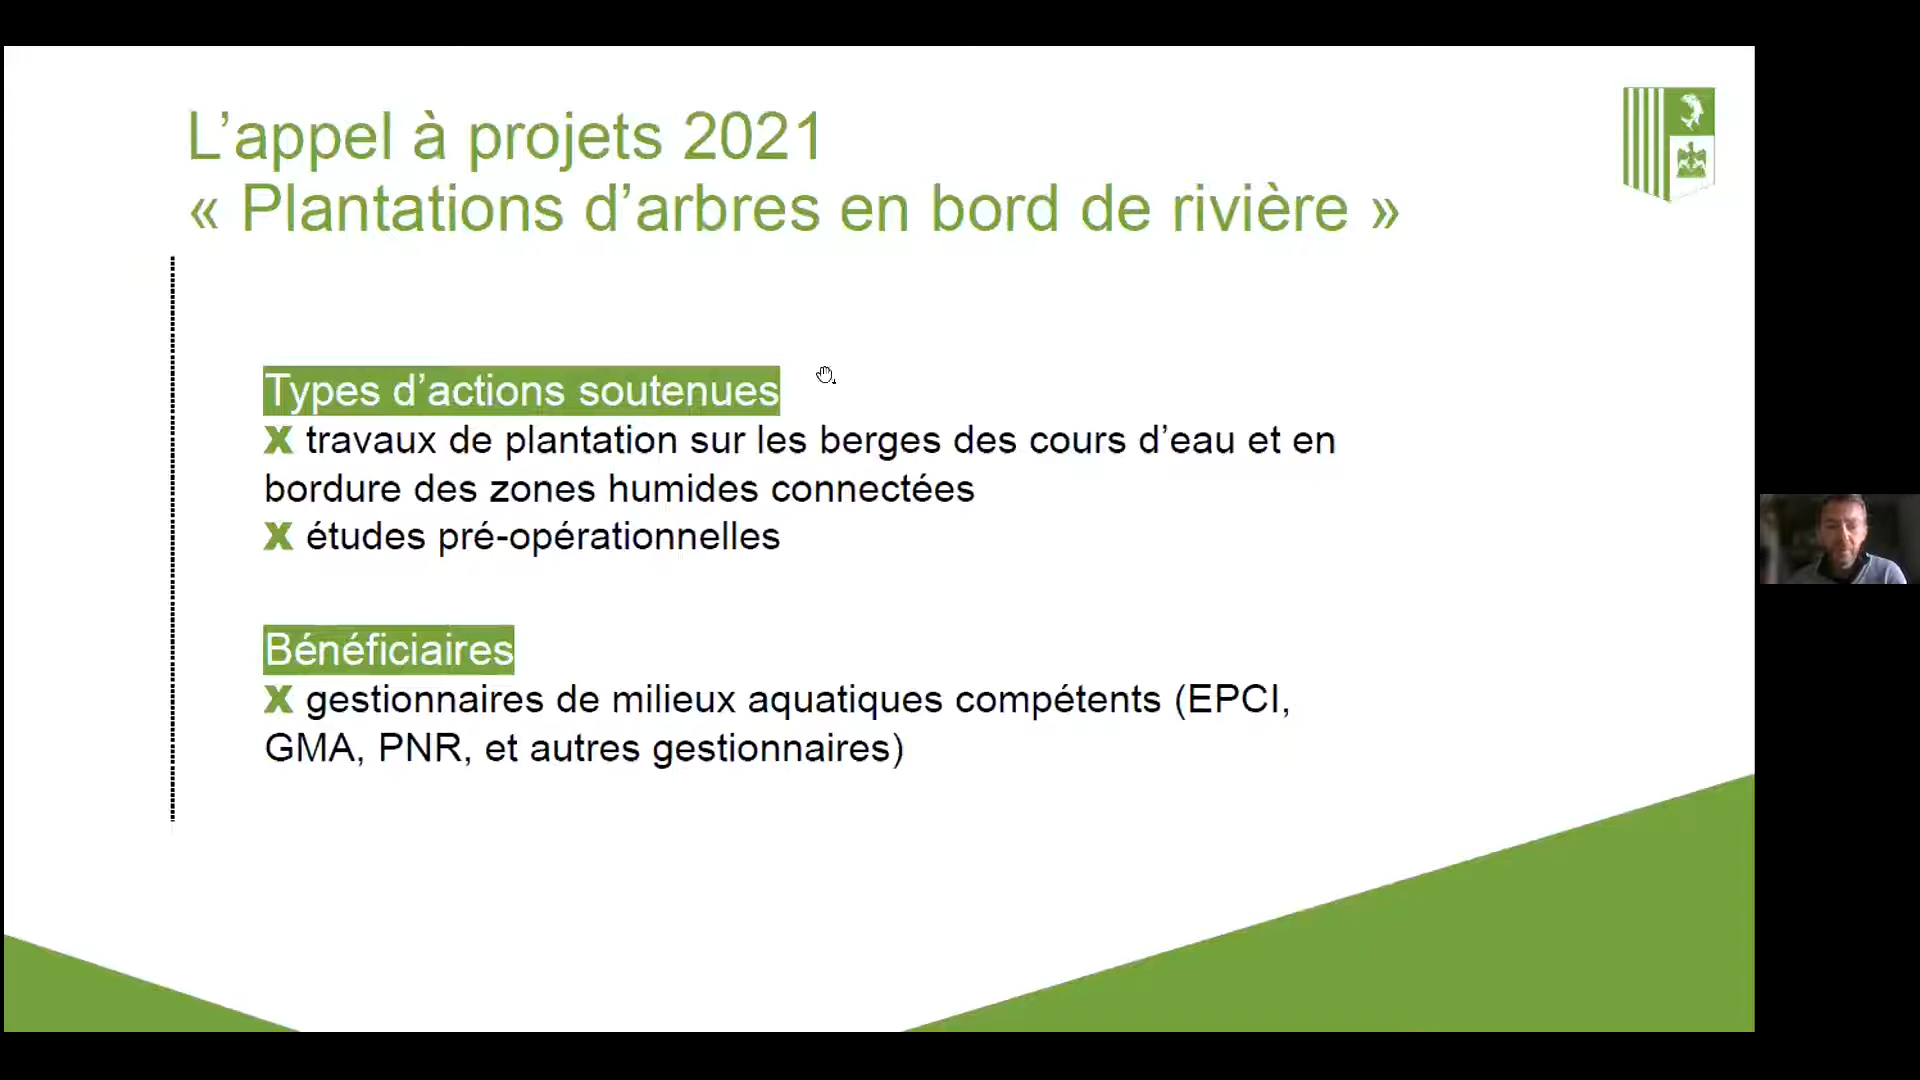 L’appel à projets 2021
« Plantations d’arbres en bord de rivière »
Types d’actions soutenues
X travaux de plantation sur les berges des cours d’eau et en
bordure des zones humides connectées
X études pré-opérationnelles
Bénéficiaires
X gestionnaires de milieux aquatiques compétents (EPCI,
GMA, PNR, et autres gestionnaires)